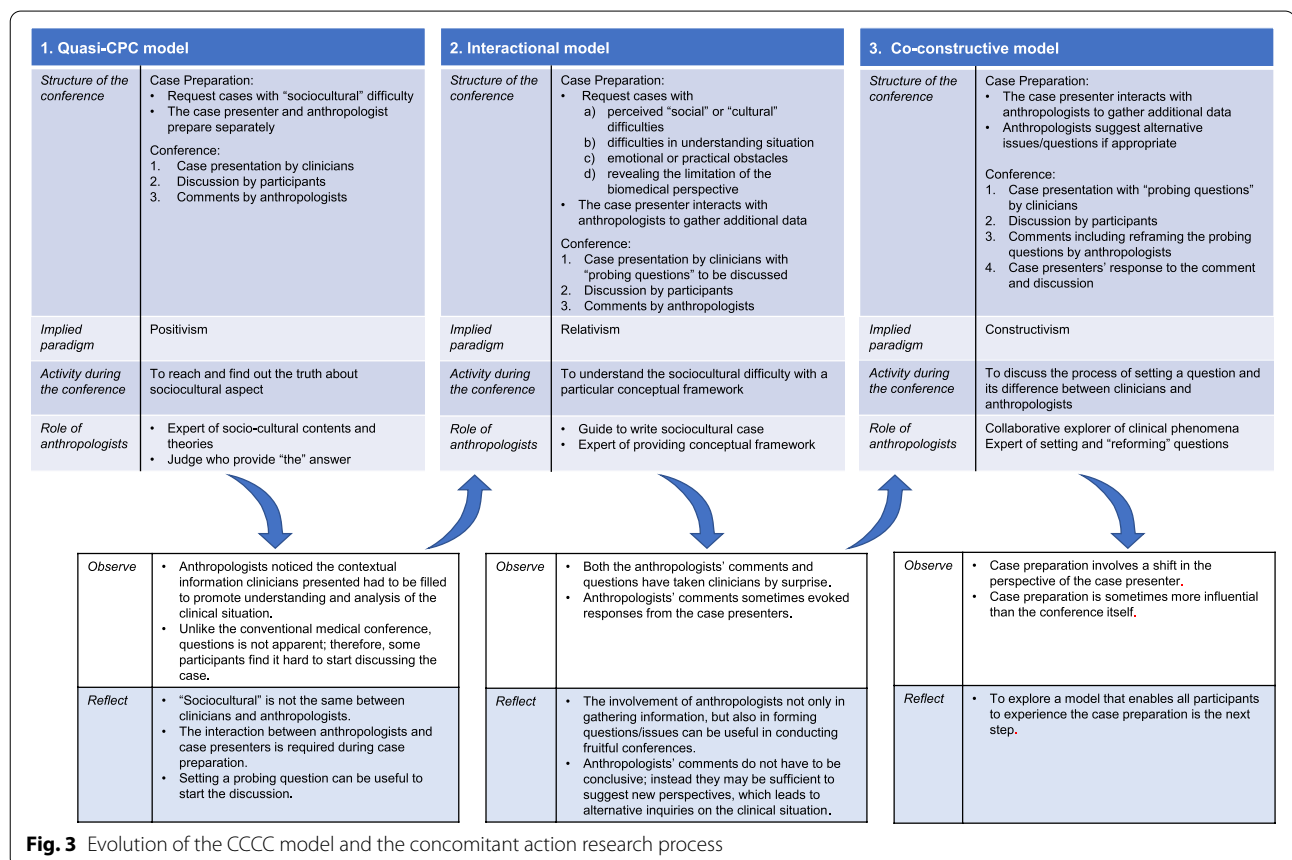 1. Quasi-CPC model
Structure of the
conference
Case Preparation:
• Request cases with “sociocultural” difficulty
• The case presenter and anthropologist
prepare separately
Conference:
1. Case presentation by clinicians
2. Discussion by participants
3. Comments by anthropologists
Implied
paradigm
Positivism
Activity during
the conference
To reach and find out the truth about
sociocultural aspect
Role of
anthropologists
• Expert of socio-cultural contents and
theories
• Judge who provide “the” answer
2. Interactional model
Structure of the
conference
Case Preparation:
• Request cases with
a) perceived “social” or “cultural”
difficulties
b) difficulties in understanding situation
c) emotional or practical obstacles
d) revealing the limitation of the
biomedical perspective
• The case presenter interacts with
anthropologists to gather additional data
Conference:
1. Case presentation by clinicians with
“probing questions” to be discussed
2. Discussion by participants
3. Comments by anthropologists
Implied
paradigm
Relativism
Activity during
the conference
To understand the sociocultural difficulty with a
particular conceptual framework
Role of
anthropologists
• Guide to write sociocultural case
• Expert of providing conceptual framework
3. Co-constructive model
Structure of the
conference
Case Preparation:
• The case presenter interacts with
anthropologists to gather additional data
• Anthropologists suggest alternative
issues/questions if appropriate
Conference:
1. Case presentation with “probing questions”
by clinicians
2. Discussion by participants
3. Comments including reframing the probing
questions by anthropologists
4. Case presenters’ response to the comment
and discussion
Implied
paradigm
Constructivism
Activity during
the conference
To discuss the process of setting a question and
its difference between clinicians and
anthropologists
Role of
anthropologists
Collaborative explorer of clinical phenomena
Expert of setting and “reforming” questions
Observe
• Anthropologists noticed the contextual
information clinicians presented had to be filled
to promote understanding and analysis of the
clinical situation.
• Unlike the conventional medical conference,
questions is not apparent; therefore, some
participants find it hard to start discussing the
case.
Reflect
• “Sociocultural” is not the same between
clinicians and anthropologists.
• The interaction between anthropologists and
case presenters is required during case
preparation.
• Setting a probing question can be useful to
start the discussion.
Observe
• Both the anthropologists’ comments and
questions have taken clinicians by surprise.
• Anthropologists’ comments sometimes evoked
responses from the case presenters.
Reflect
• The involvement of anthropologists not only in
gathering information, but also in forming
questions/issues can be useful in conducting
fruitful conferences.
• Anthropologists’ comments do not have to be
conclusive; instead they may be sufficient to
suggest new perspectives, which leads to
alternative inquiries on the clinical situation.
Observe
• Case preparation involves a shift in the
perspective of the case presenter.
• Case preparation is sometimes more influential
than the conference itself.
Reflect
• To explore a model that enables all participants
to experience the case preparation is the next
step.
Fig. 3 Evolution of the CCCC model and the concomitant action research process